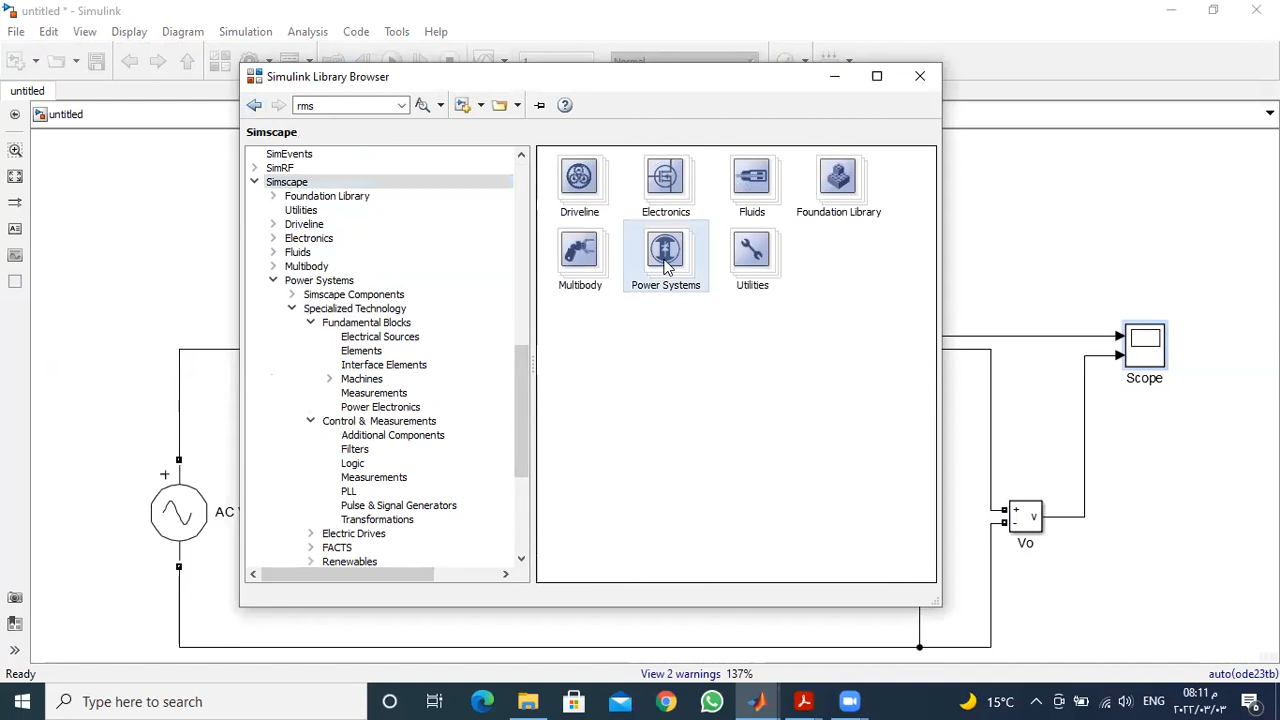 untitled * - Simulink
File Edit View Display Diagram Simulation Analysis Code Tools Help
Normal
untitled
untitled
Simulink Library Browser
rms
Simscape
SimEvents
SimRF
Simscape
Foundation Library
Utilities
Driveline
Electronics
Fluids
Multibody
Power Systems
Simscape Components
Specialized Technology
Fundamental Blocks
Electrical Sources
Elements
Interface Elements
Machines
Measurements
Power Electronics
Control & Measurements
Additional Components
Filters
Logic
Measurements
PLL
Pulse & Signal Generators
Transformations
Electric Drives
FACTS
Renewables
Driveline Electronics Fluids Foundation Library
Multibody Power Systems Utilities
Scope
+
AC V
+ v
-
Vo
Ready View 2 warnings 137% auto(ode23tb)
Type here to search
15°C ENG
08:11 م
٢٠٢٢/٠٣/٠٣